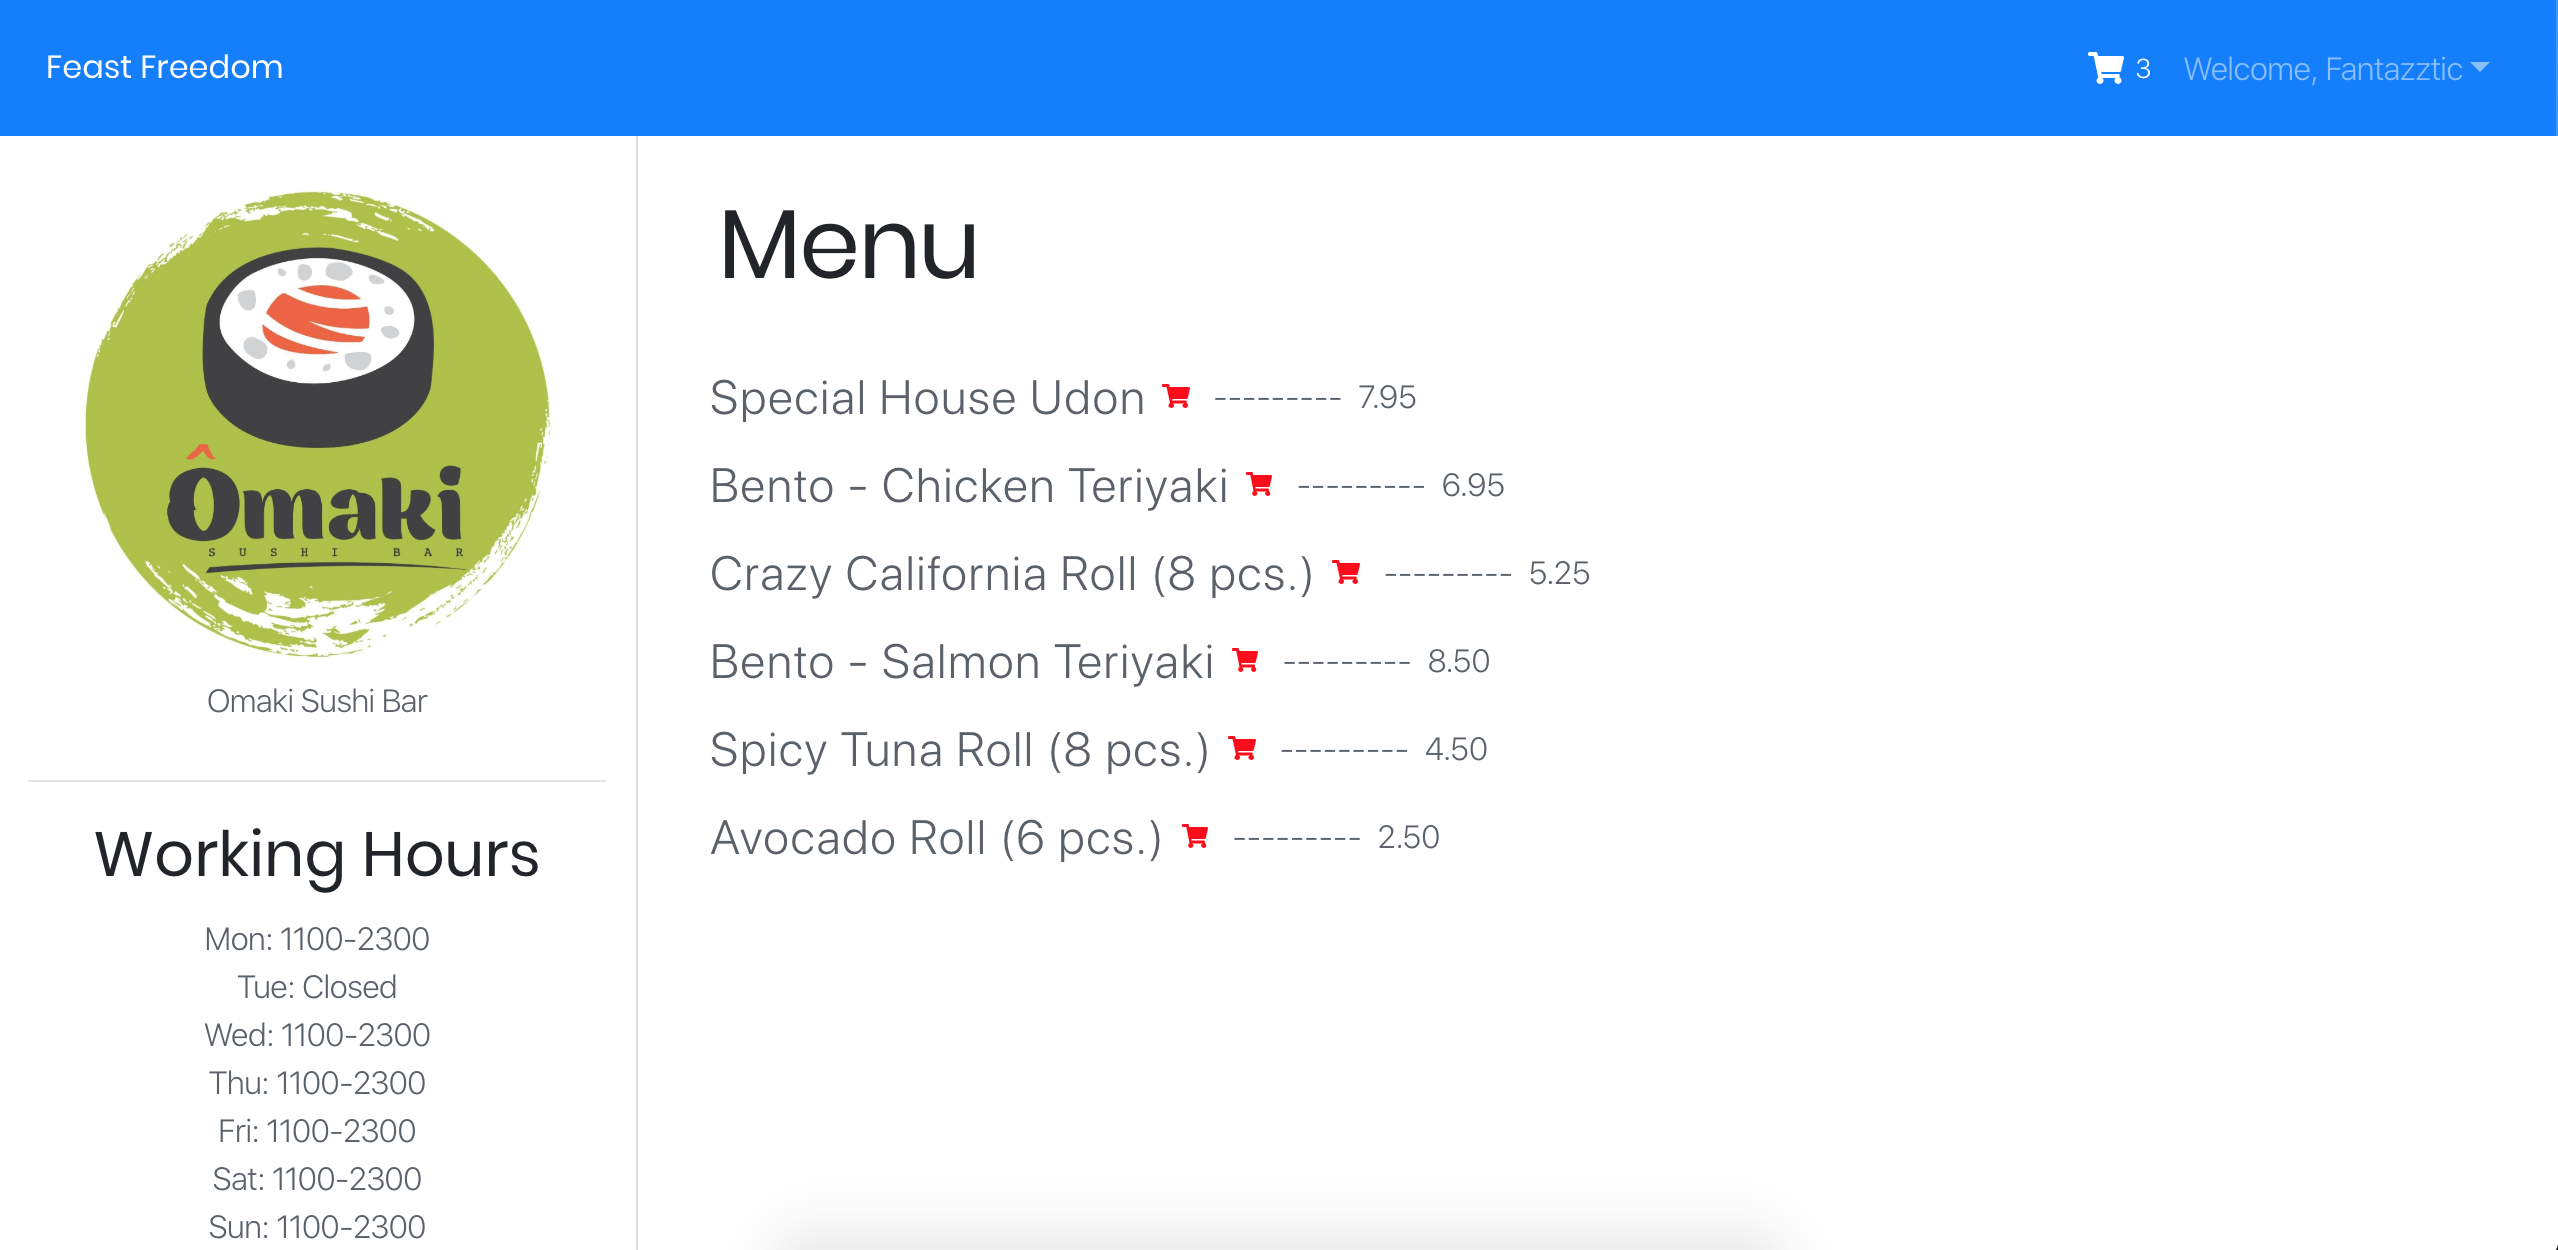 Feast Freedom
3 Welcome, Fantazztic
Ômaki
SUSHI BAR
Omaki Sushi Bar
Working Hours
Mon: 1100-2300
Tue: Closed
Wed: 1100-2300
Thu: 1100-2300
Fri: 1100-2300
Sat: 1100-2300
Sun: 1100-2300
Menu
Special House Udon --------- 7.95
Bento - Chicken Teriyaki --------- 6.95
Crazy California Roll (8 pcs.) --------- 5.25
Bento - Salmon Teriyaki --------- 8.50
Spicy Tuna Roll (8 pcs.) --------- 4.50
Avocado Roll (6 pcs.) --------- 2.50